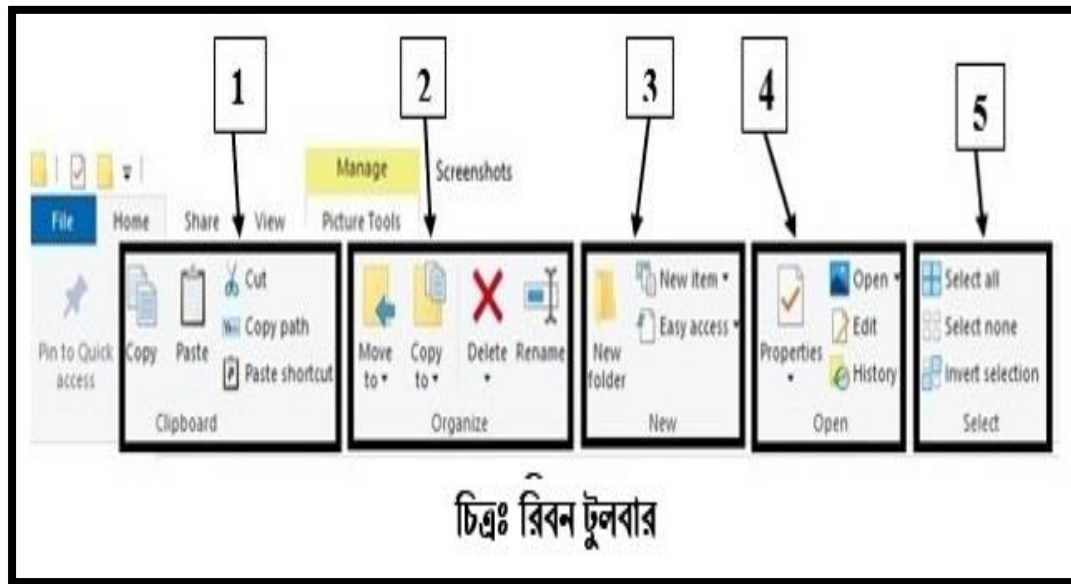 1 2 3 4 5
Manage Screenshots
File Home Share View Picture Tools
Pin to Quick access
Copy
Paste
Cut
Copy path
Paste shortcut
Clipboard
Move to
Copy to
Delete
Rename
Organize
New folder
New item
Easy access
New
Properties
Open
Edit
History
Open
Select all
Select none
Invert selection
Select
চিত্রঃ রিবন টুলবার